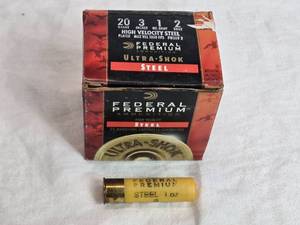 20 3 1 2
HIGH VELOCITY STEEL
FEDERAL
PREMIUM
ULTRA·SHOK
STEEL
FEDERAL
PREMIUM
AMMUNITION
STEEL
ULTRA·SHOK
FEDERAL
PREMIUM
STEEL 1 oz